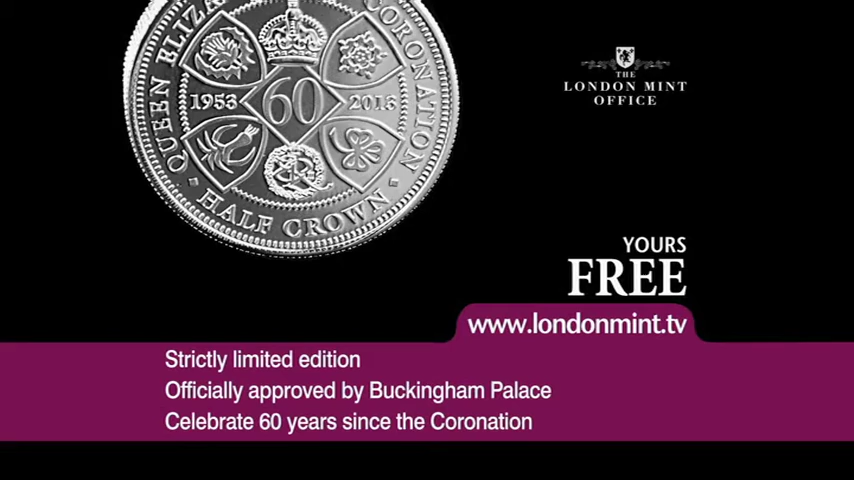 QUEEN ELIZA
CORONATION
1953
60
2013
HALF CROWN
THE
LONDON MINT
OFFICE
YOURS
FREE
www.londonmint.tv
Strictly limited edition
Officially approved by Buckingham Palace
Celebrate 60 years since the Coronation